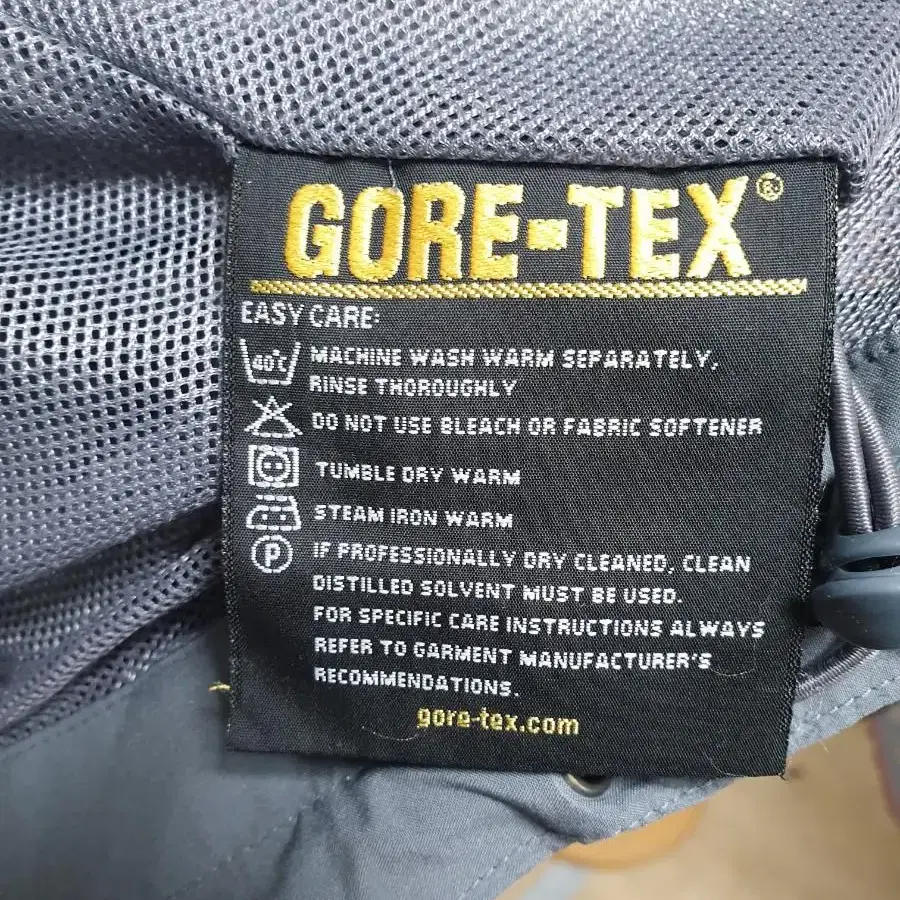 GORE-TEX®
EASY CARE:
40° MACHINE WASH WARM SEPARATELY,
RINSE THOROUGHLY
DO NOT USE BLEACH OR FABRIC SOFTENER
TUMBLE DRY WARM
STEAM IRON WARM
P IF PROFESSIONALLY DRY CLEANED, CLEAN
DISTILLED SOLVENT MUST BE USED.
FOR SPECIFIC CARE INSTRUCTIONS ALWAYS
REFER TO GARMENT MANUFACTURER'S
RECOMMENDATIONS.
gore-tex.com